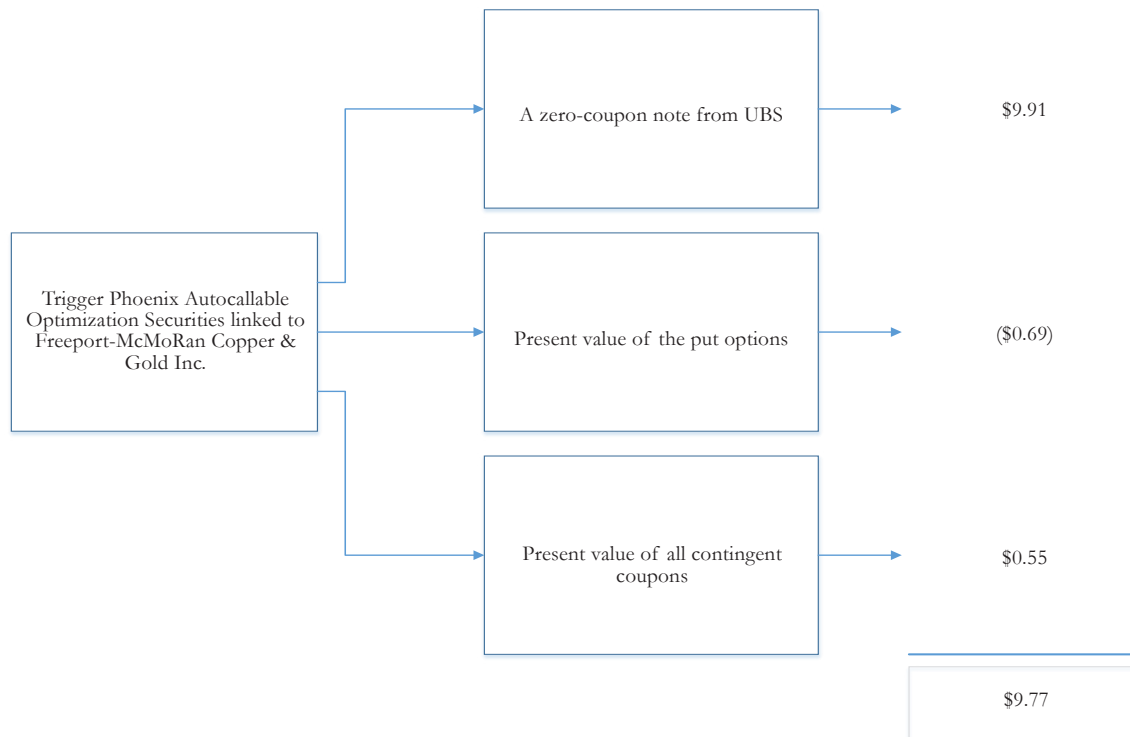 A zero-coupon note from UBS
$9.91
Trigger Phoenix Autocallable
Optimization Securities linked to
Freeport-McMoRan Copper &
Gold Inc.
Present value of the put options
($0.69)
Present value of all contingent
coupons
$0.55
$9.77